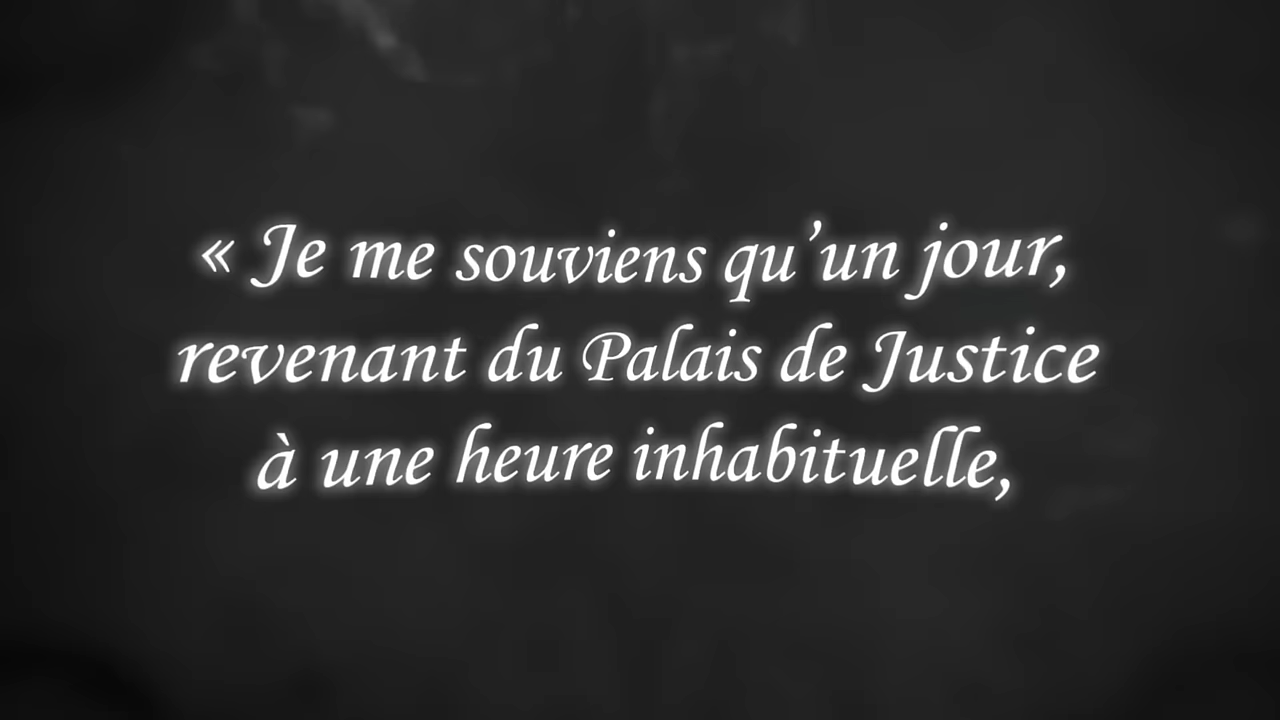 « Je me souviens qu’un jour,
revenant du Palais de Justice
à une heure inhabituelle,